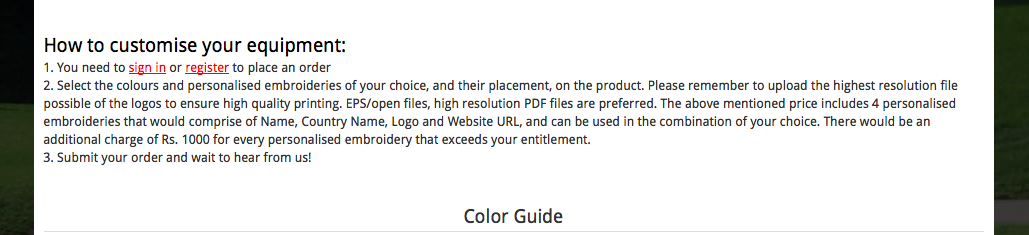 How to customise your equipment:
1. You need to sign in or register to place an order
2. Select the colours and personalised embroideries of your choice, and their placement, on the product. Please remember to upload the highest resolution file
possible of the logos to ensure high quality printing. EPS/open files, high resolution PDF files are preferred. The above mentioned price includes 4 personalised
embroideries that would comprise of Name, Country Name, Logo and Website URL, and can be used in the combination of your choice. There would be an
additional charge of Rs. 1000 for every personalised embroidery that exceeds your entitlement.
3. Submit your order and wait to hear from us!
Color Guide